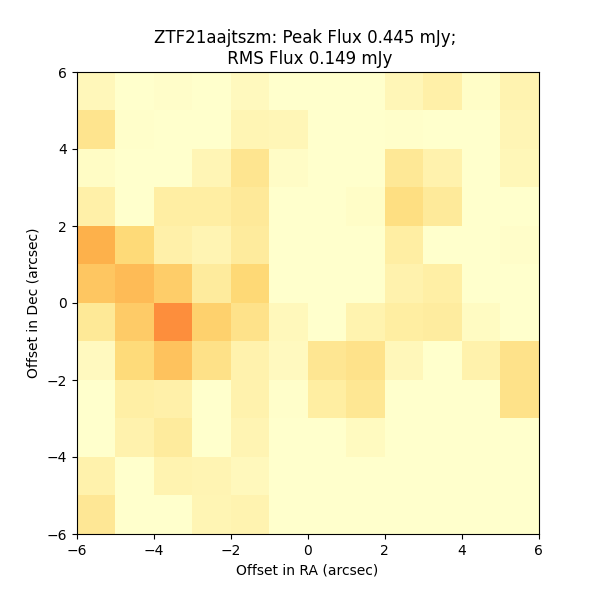 ZTF21aajtszm: Peak Flux 0.445 mJy;
RMS Flux 0.149 mJy
6
4
2
0
−2
−4
−6
Offset in Dec (arcsec)
−6 −4 −2 0 2 4 6
Offset in RA (arcsec)